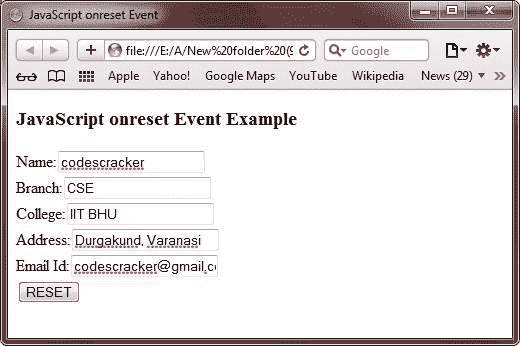 JavaScript onreset Event
file:///E:/A/New%20folder%20(9
Google
Apple Yahoo! Google Maps YouTube Wikipedia News (29)
JavaScript onreset Event Example
Name: codescracker
Branch: CSE
College: IIT BHU
Address: Durgakund, Varanasi
Email Id: codescracker@gmail.c
RESET